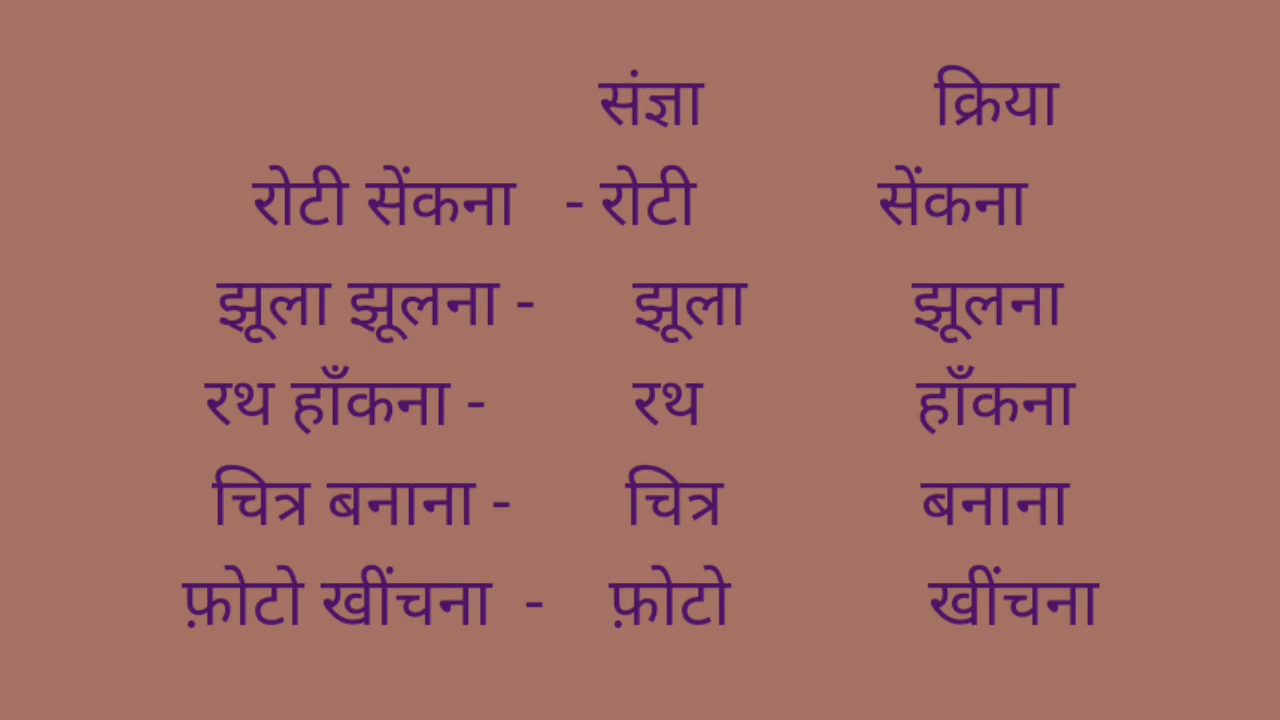 संज्ञा क्रिया
रोटी सेंकना - रोटी सेंकना
झूला झूलना - झूला झूलना
रथ हाँकना - रथ हाँकना
चित्र बनाना - चित्र बनाना
फ़ोटो खींचना - फ़ोटो खींचना